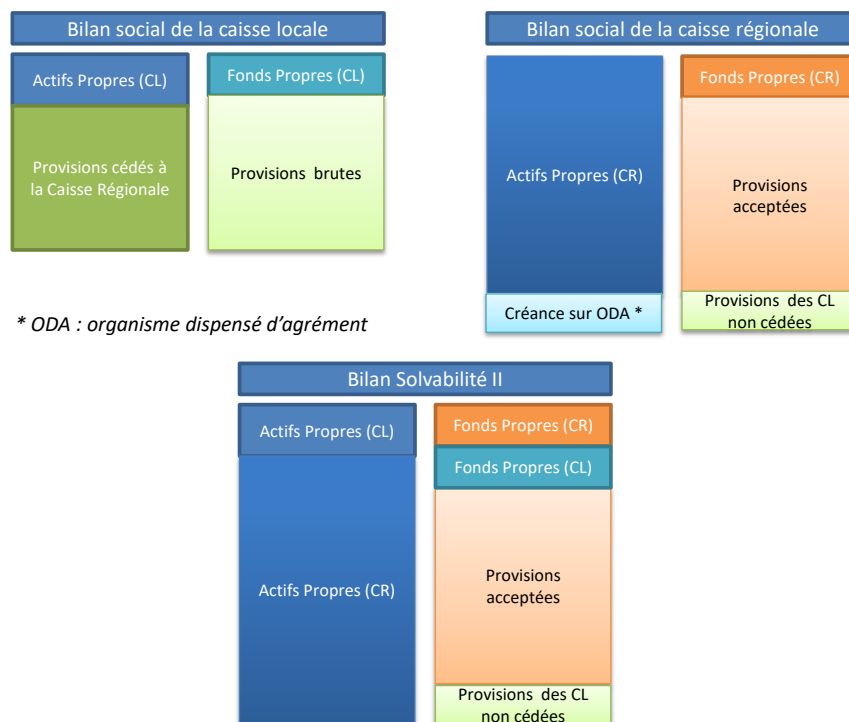 Bilan social de la caisse locale
Actifs Propres (CL)
Fonds Propres (CL)
Provisions cédés à
la Caisse Régionale
Provisions brutes
Bilan social de la caisse régionale
Actifs Propres (CR)
Fonds Propres (CR)
Provisions
acceptées
Créance sur ODA *
Provisions des CL
non cédées
* ODA : organisme dispensé d'agrément
Bilan Solvabilité II
Actifs Propres (CL)
Fonds Propres (CR)
Fonds Propres (CL)
Actifs Propres (CR)
Provisions
acceptées
Provisions des CL
non cédées